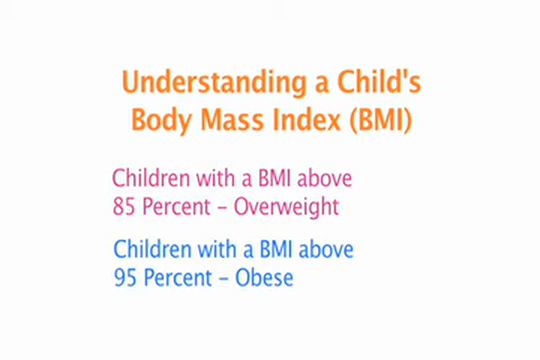 Understanding a Child's
Body Mass Index (BMI)
Children with a BMI above
85 Percent – Overweight
Children with a BMI above
95 Percent – Obese